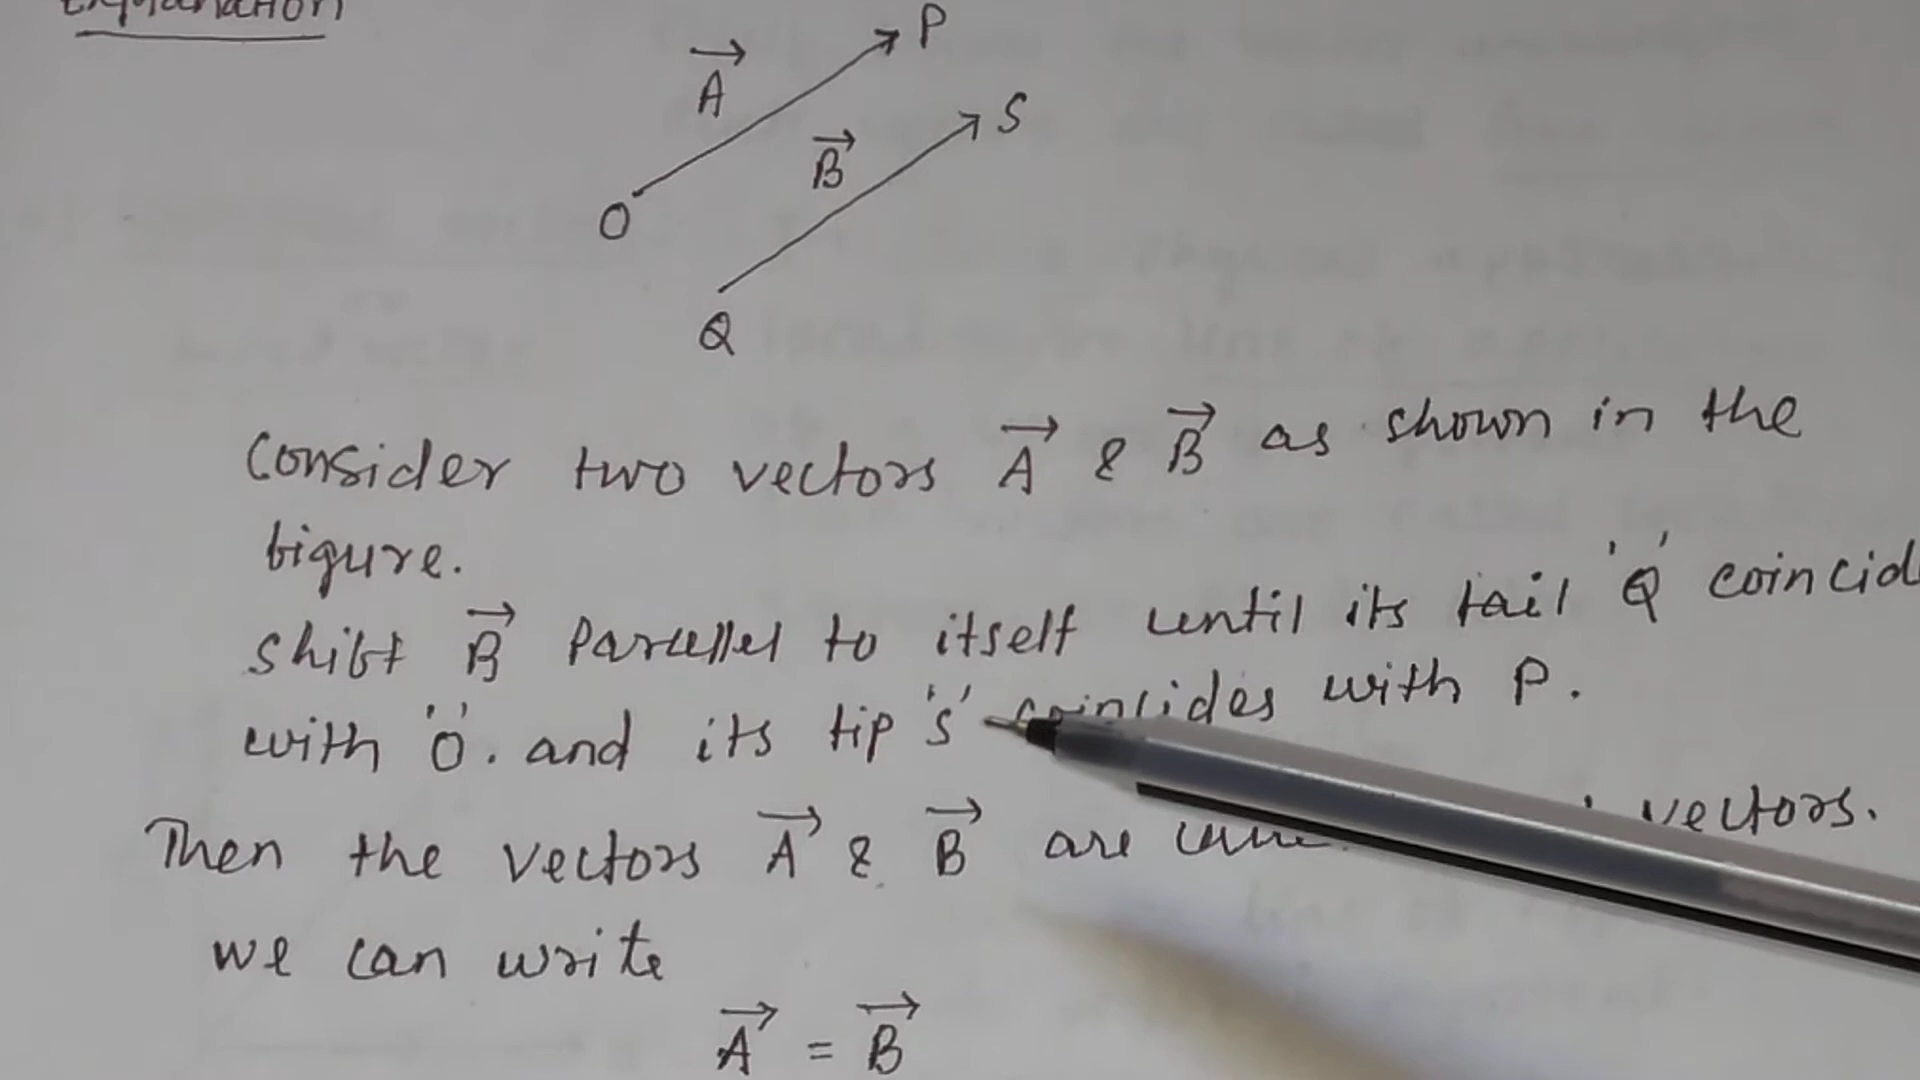 Explanation
P
A
S
B
O
Q
Consider two vectors A & B as shown in the
figure.
shift B Parallel to itself until its tail 'Q' coincid
with 'O'. and its tip 'S' coincides with P.
Then the vectors A & B are vectors.
we can write
A = B